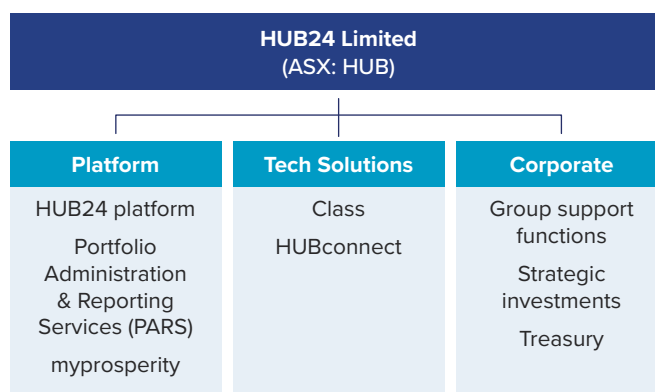 HUB24 Limited
(ASX: HUB)
Platform
HUB24 platform
Portfolio
Administration
& Reporting
Services (PARS)
myprosperity
Tech Solutions
Class
HUBconnect
Corporate
Group support
functions
Strategic
investments
Treasury